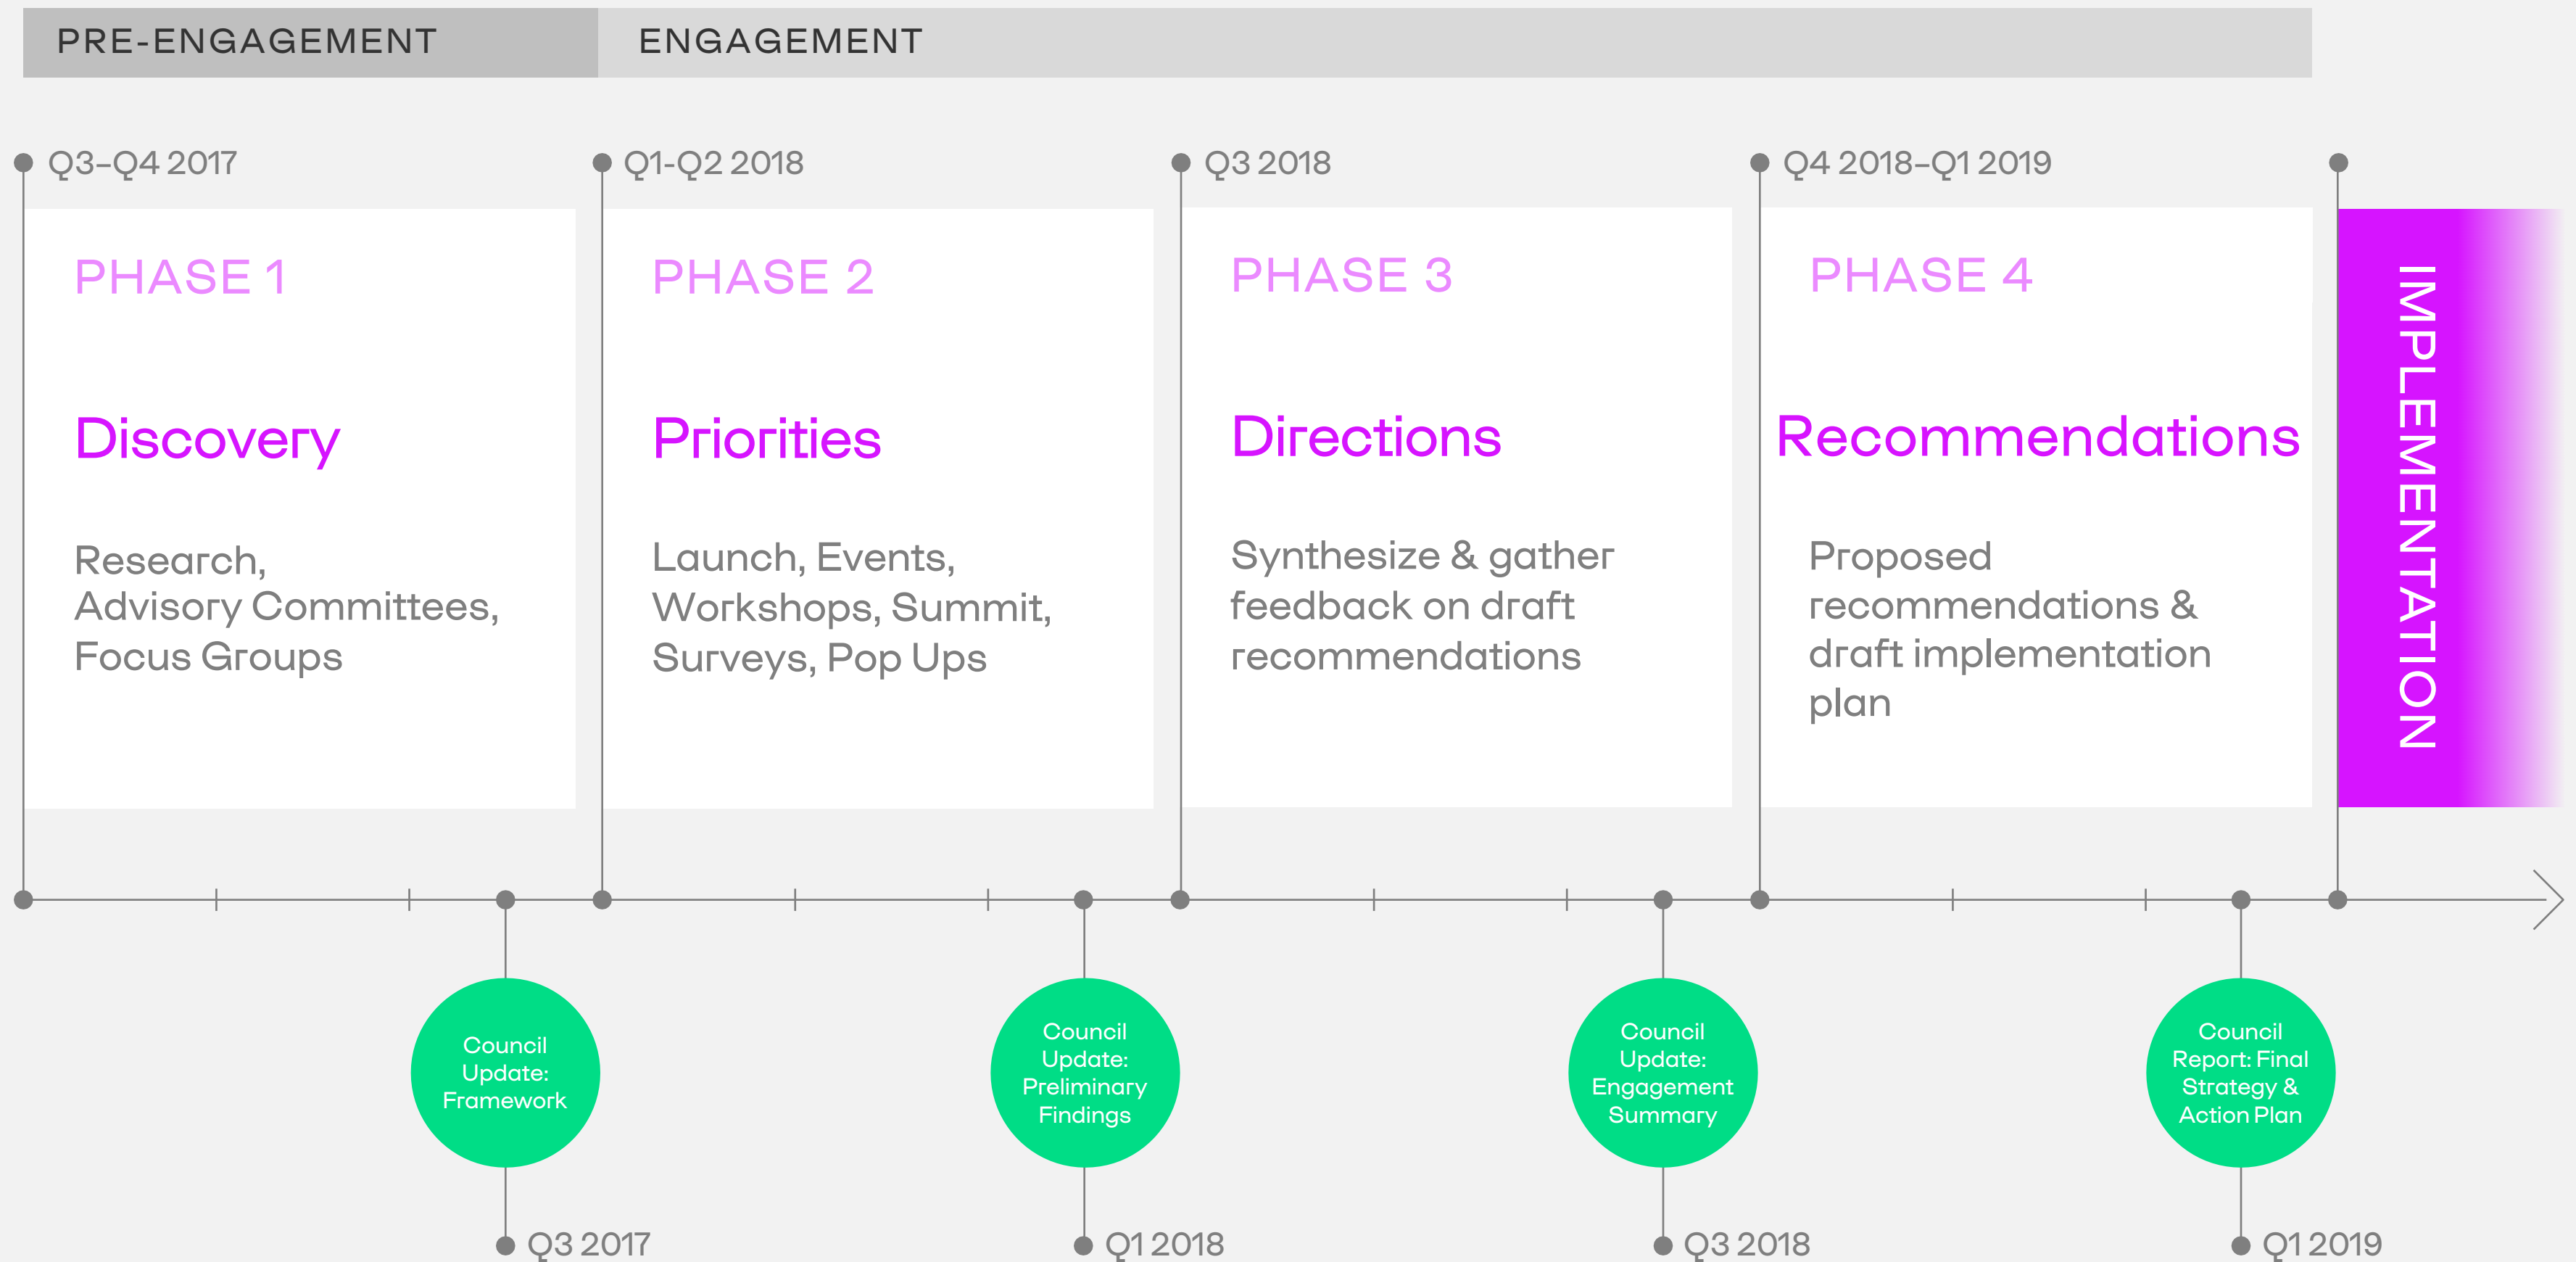 PRE-ENGAGEMENT
ENGAGEMENT
Q3–Q4 2017
PHASE 1
Discovery
Research,
Advisory Committees,
Focus Groups
Q1-Q2 2018
PHASE 2
Priorities
Launch, Events,
Workshops, Summit,
Surveys, Pop Ups
Q3 2018
PHASE 3
Directions
Synthesize & gather
feedback on draft
recommendations
Q4 2018–Q1 2019
PHASE 4
Recommendations
Proposed
recommendations &
draft implementation
plan
IMPLEMENTATION
Council
Update:
Framework
Q3 2017
Council
Update:
Preliminary
Findings
Q1 2018
Council
Update:
Engagement
Summary
Q3 2018
Council
Report: Final
Strategy &
Action Plan
Q1 2019